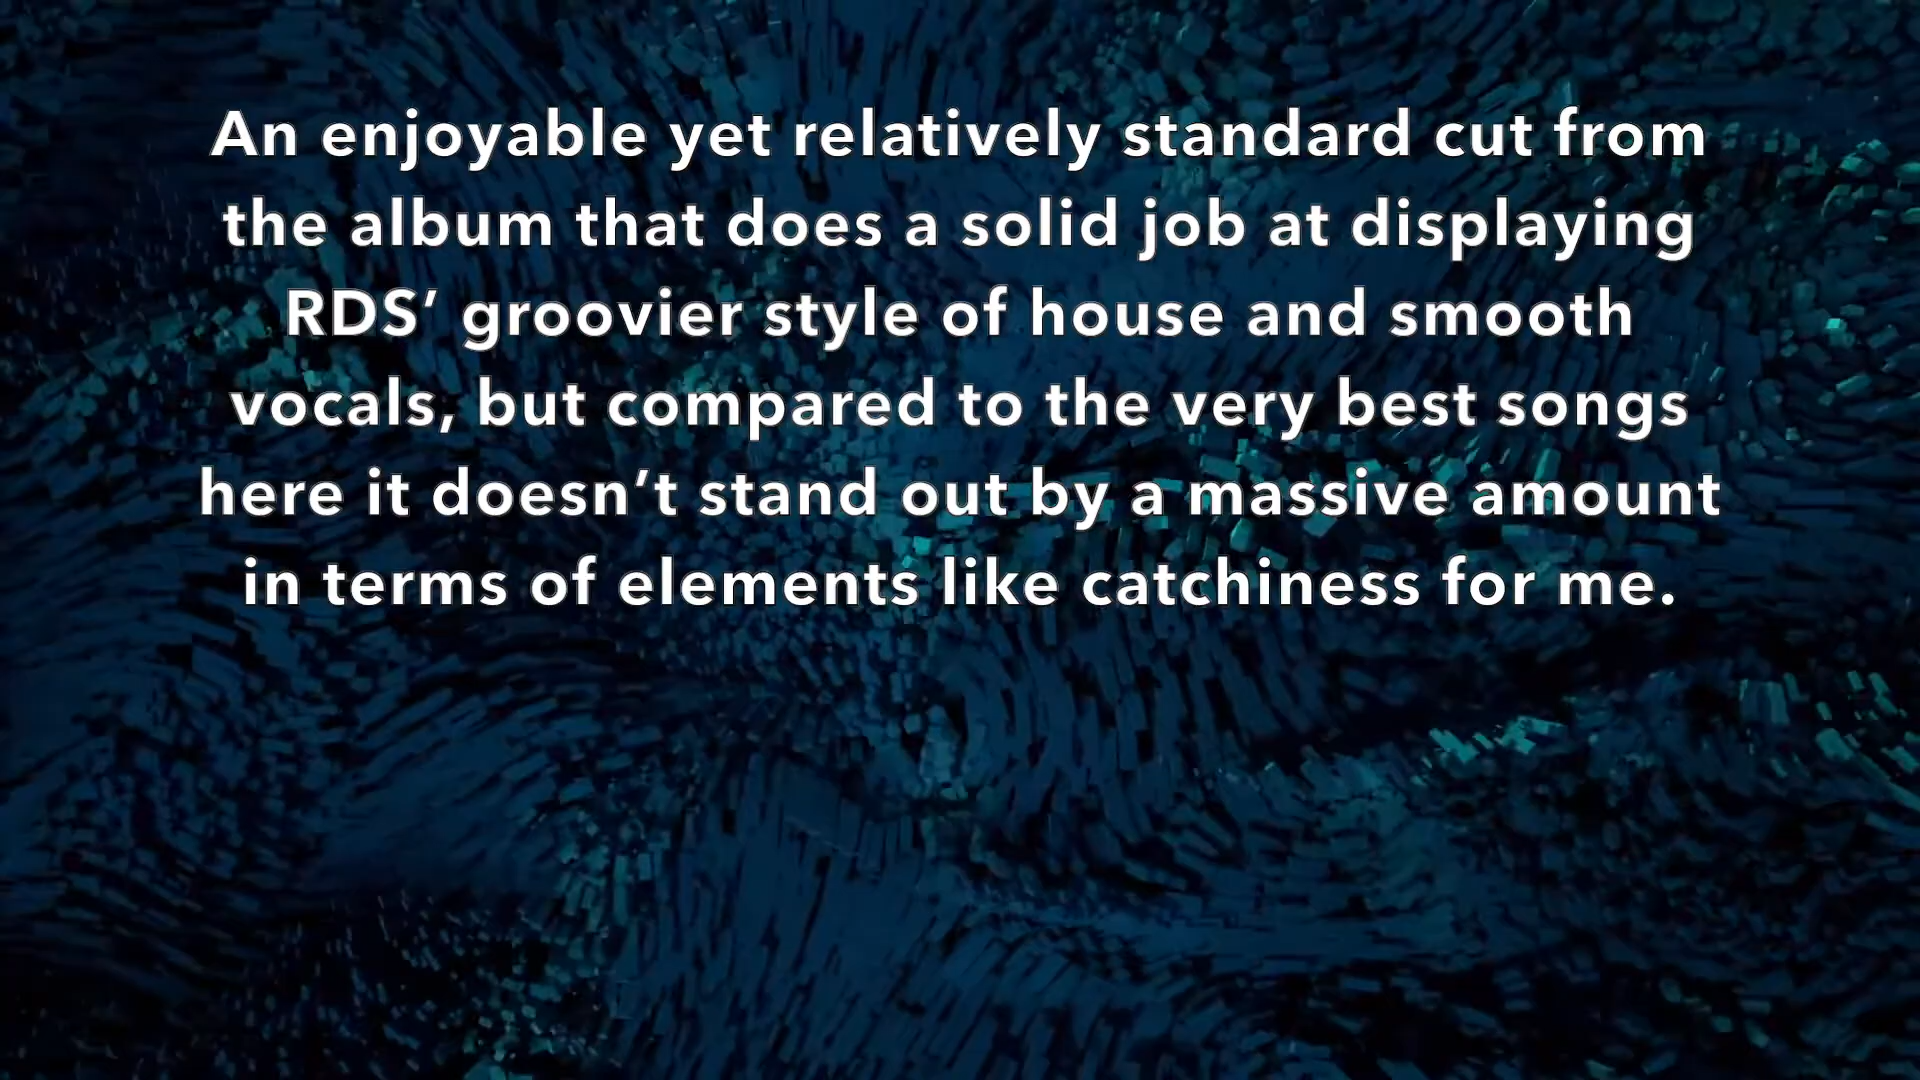 An enjoyable yet relatively standard cut from
the album that does a solid job at displaying
RDS’ groovier style of house and smooth
vocals, but compared to the very best songs
here it doesn’t stand out by a massive amount
in terms of elements like catchiness for me.